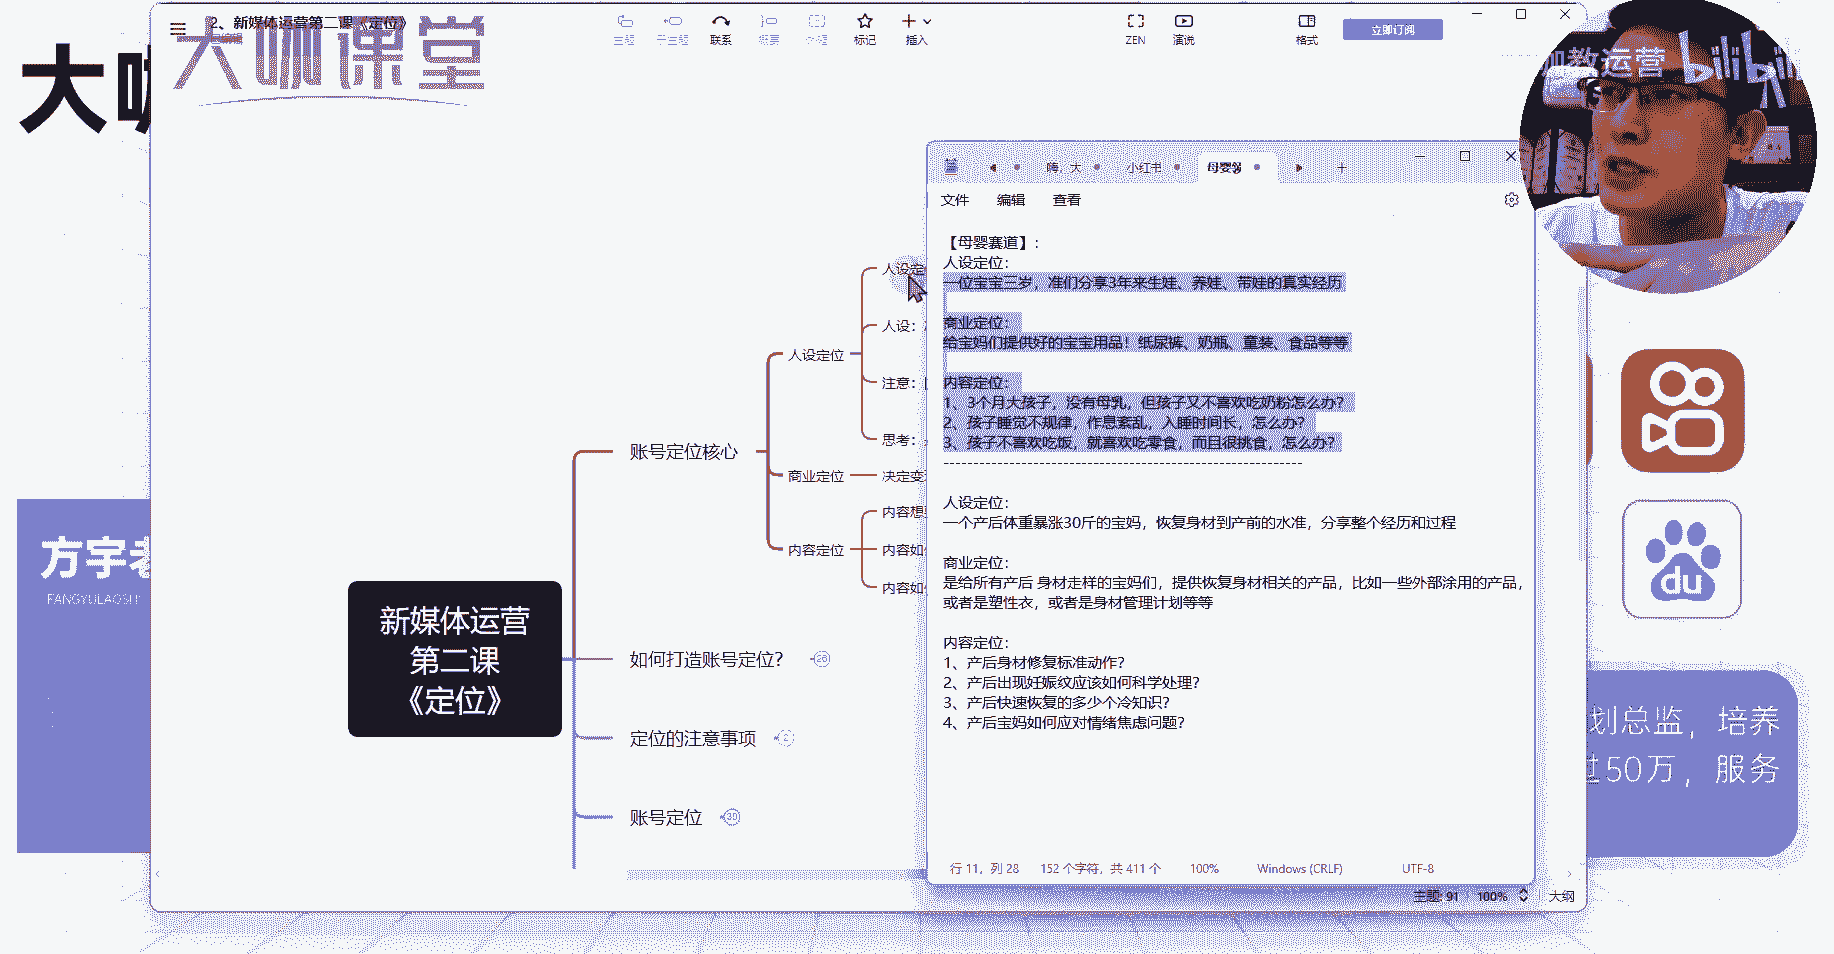 2、新媒体运营第二课《定位》
大咖课堂
主题
子主题
联系
概要
外框
标记
插入
ZEN
演说
格式
立即订阅
大咖
咖教运营 bilibili
嗨，大
小红书
母婴赛
文件
编辑
查看
【母婴赛道】：
人设定位：
一位宝宝三岁，准们分享3年来生娃、养娃、带娃的真实经历
商业定位：
给宝妈们提供好的宝宝用品！纸尿裤、奶瓶、童装、食品等等
内容定位：
1、3个月大孩子，没有母乳，但孩子又不喜欢吃奶粉怎么办？
2、孩子睡觉不规律，作息紊乱，入睡时间长，怎么办？
3、孩子不喜欢吃饭，就喜欢吃零食，而且很挑食，怎么办？
------------------------------------------------------------
人设定位：
一个产后体重暴涨30斤的宝妈，恢复身材到产前的水准，分享整个经历和过程
商业定位：
是给所有产后 身材走样的宝妈们，提供恢复身材相关的产品，比如一些外部涂用的产品，
或者是塑性衣，或者是身材管理计划等等
内容定位：
1、产后身材修复标准动作？
2、产后出现妊娠纹应该如何科学处理？
3、产后快速恢复的多少个冷知识？
4、产后宝妈如何应对情绪焦虑问题？
行 11，列 28
152 个字符，共 411 个
100%
Windows (CRLF)
UTF-8
人设定
人设：
人设定位
注意：
思考：
账号定位核心
商业定位
决定变
内容想
内容定位
内容如
内容如
新媒体运营
第二课
《定位》
如何打造账号定位？
26
定位的注意事项
2
账号定位
39
方宇老
FANGYULAOSHI
du
划总监，培养
过50万，服务
主题: 91
100%
大纲